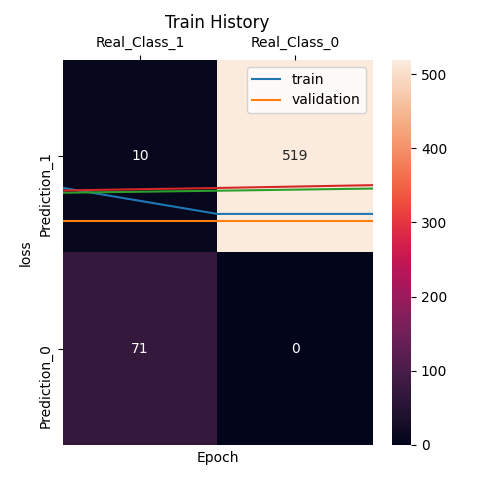 Train History
Real_Class_1 Real_Class_0
train
validation
10 519
71 0
Prediction_1
Prediction_0
loss
Epoch
500
400
300
200
100
0